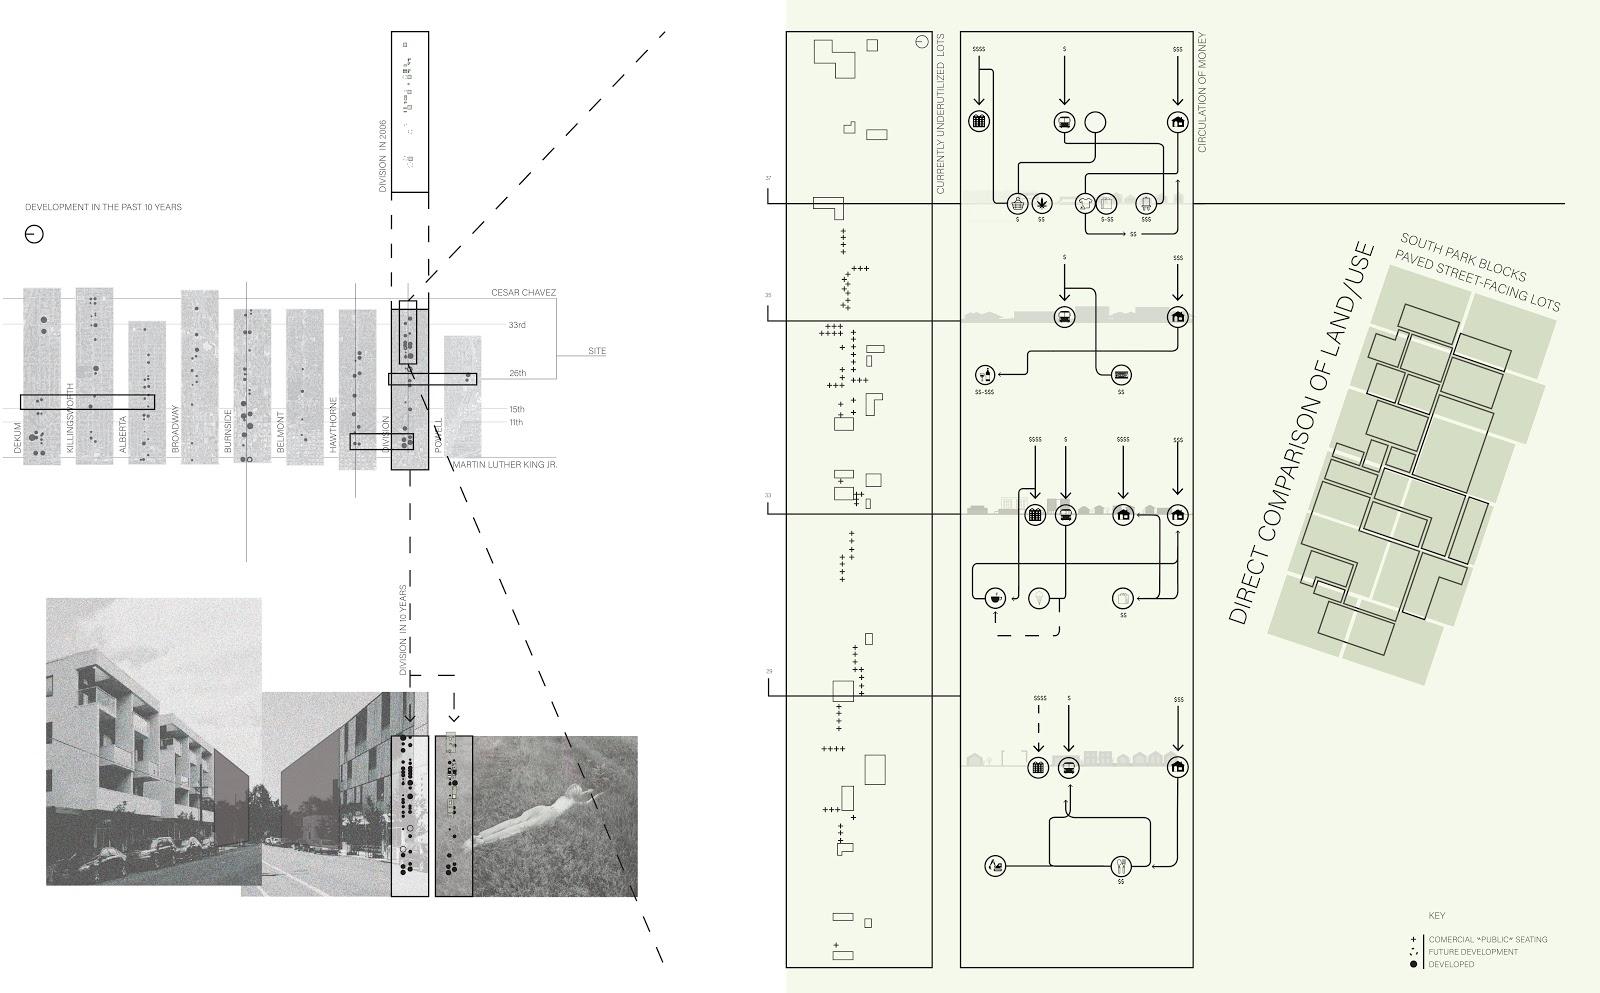 DEVELOPMENT IN THE PAST 10 YEARS
DIVISION IN 2006
CESAR CHAVEZ
33rd
SITE
26th
15th
11th
MARTIN LUTHER KING JR.
DEKUM
KILLINGSWORTH
ALBERTA
BROADWAY
BURNSIDE
BELMONT
HAWTHORNE
DIVISION
POWELL
DIVISION IN 10 YEARS
CURRENTLY UNDERUTILIZED LOTS
37
35
33
29
CIRCULATION OF MONEY
$$$$ $ $$$
$ $$ $-$$ $$$
$$
$ $$$
$$-$$$ $$
$$$$ $ $$$ $$$
$$
$$$$ $ $$$
$$
DIRECT COMPARISON OF LAND/USE
SOUTH PARK BLOCKS
PAVED STREET-FACING LOTS
KEY
COMERCIAL "PUBLIC" SEATING
FUTURE DEVELOPMENT
DEVELOPED